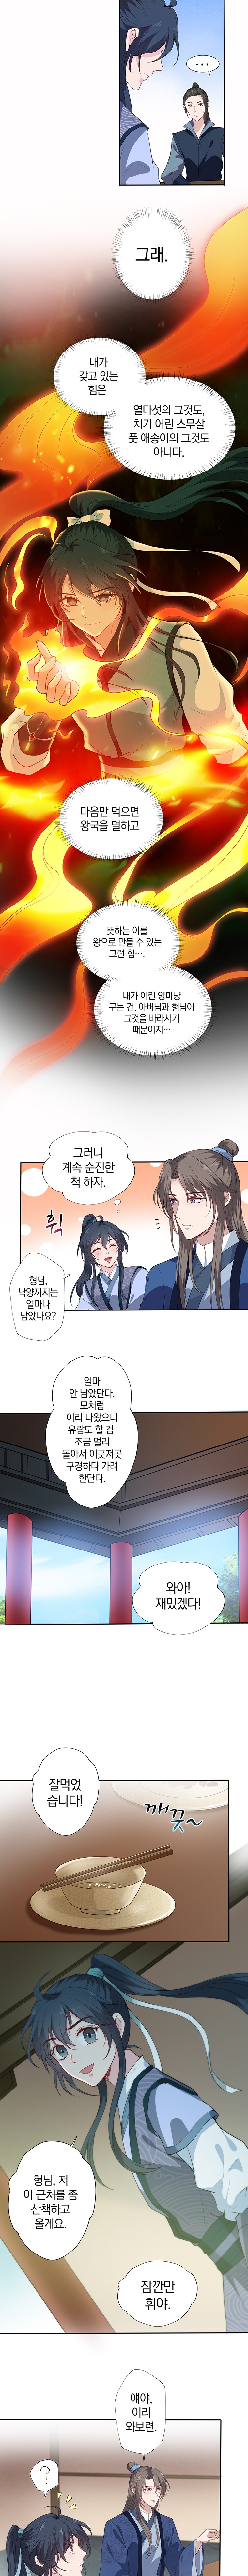 ...
그래.
내가
갖고 있는
힘은
열다섯의 그것도,
치기 어린 스무살
풋 애송이의 그것도
아니다.
마음만 먹으면
왕국을 멸하고
뜻하는 이를
왕으로 만들 수 있는
그런 힘….
내가 어린 양마냥
구는 건, 아버님과 형님이
그것을 바라시기
때문이지…
그러니
계속 순진한
척 하자.
휙
형님,
낙양까지는
얼마나
남았나요?
얼마
안 남았단다.
모처럼
이리 나왔으니
유람도 할 겸
조금 멀리
돌아서 이곳저곳
구경하다 가려
한단다.
와아!
재밌겠다!
잘먹었
습니다!
깨끗~
형님, 저
이 근처를 좀
산책하고
올게요.
잠깐만
휘야.
얘야,
이리
와보련.
?